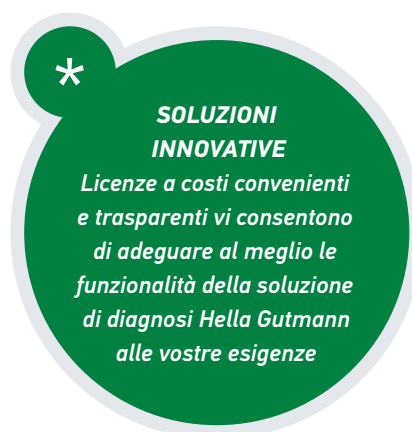 *
SOLUZIONI
INNOVATIVE
Licenze a costi convenienti
e trasparenti vi consentono
di adeguare al meglio le
funzionalità della soluzione
di diagnosi Hella Gutmann
alle vostre esigenze